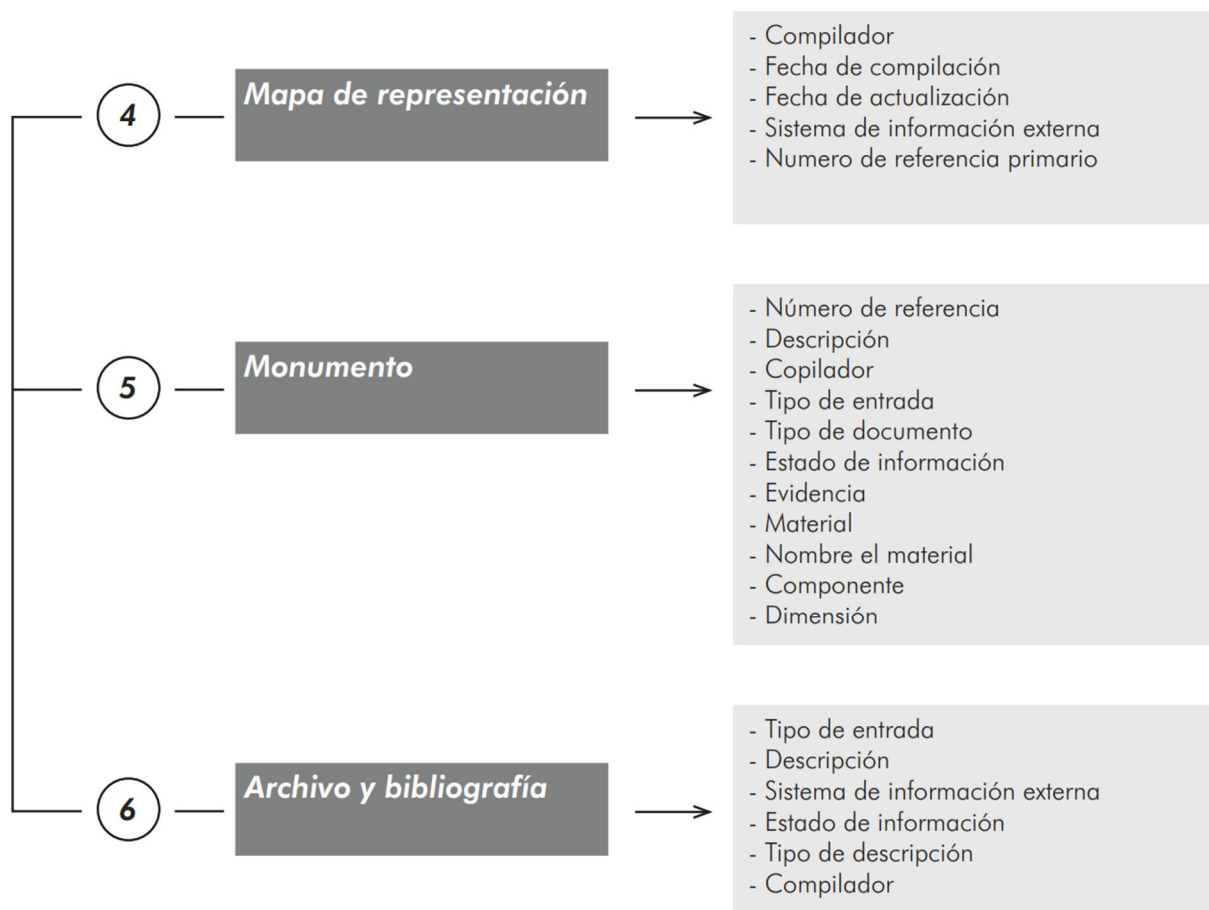 4
Mapa de representación
- Compilador
- Fecha de compilación
- Fecha de actualización
- Sistema de información externa
- Numero de referencia primario
5
Monumento
- Número de referencia
- Descripción
- Copilador
- Tipo de entrada
- Tipo de documento
- Estado de información
- Evidencia
- Material
- Nombre el material
- Componente
- Dimensión
6
Archivo y bibliografía
- Tipo de entrada
- Descripción
- Sistema de información externa
- Estado de información
- Tipo de descripción
- Compilador